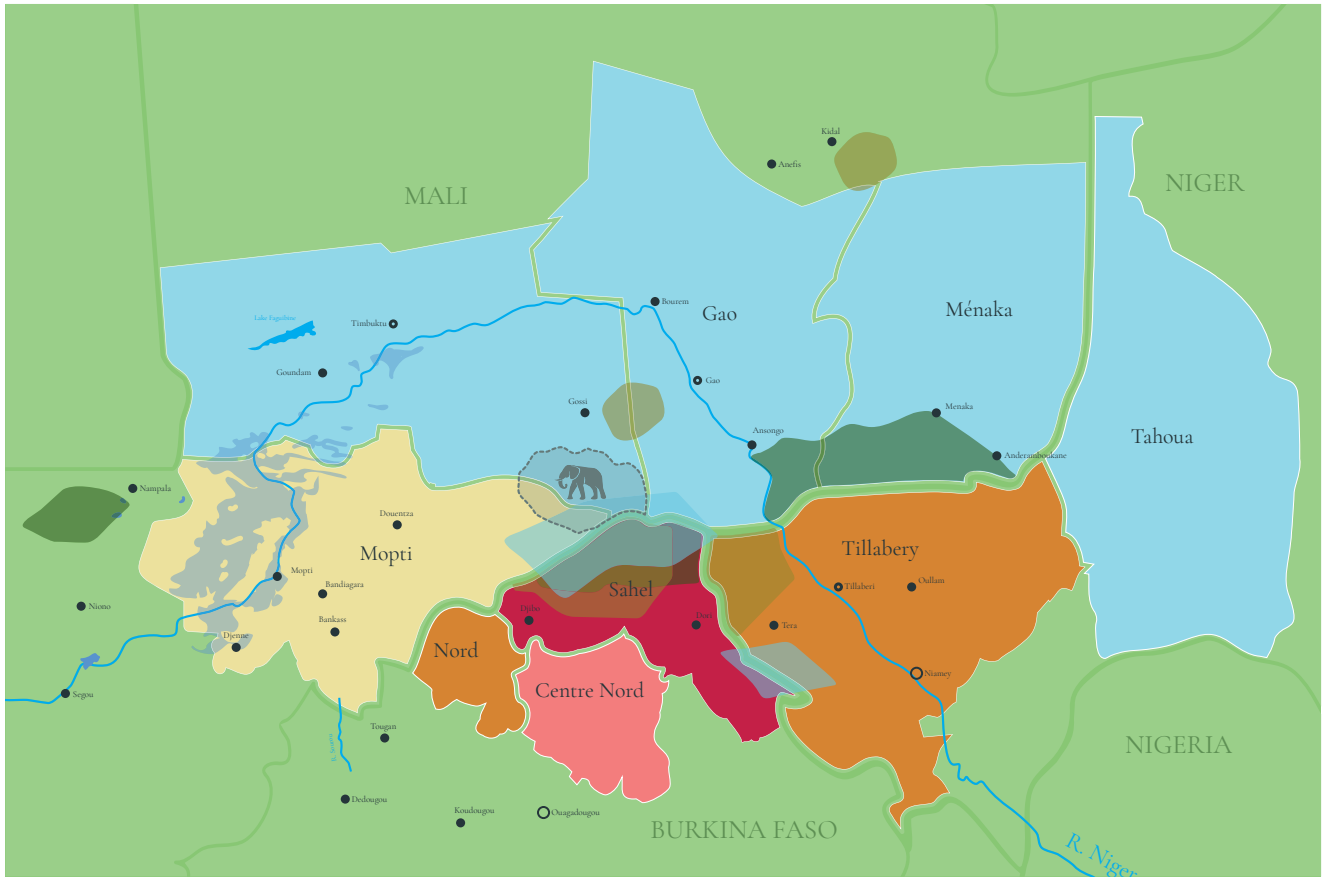 Kidal
Anefis
MALI
NIGER
Bourem
Gao
Ménaka
Lake Faguibine
Timbuktu
Goundam
Gao
Gossi
Menaka
Ansongo
Tahoua
Anderamboukane
Nampala
Douentza
Mopti
Tillabery
Mopti
Bandiagara
Sahel
Tillaberi
Oullam
Niono
Djibo
Dori
Tera
Bankass
Djenne
Nord
Niamey
Segou
Centre Nord
Tougan
NIGERIA
Dedougou
Koudougou
Ouagadougou
BURKINA FASO
R. Niger